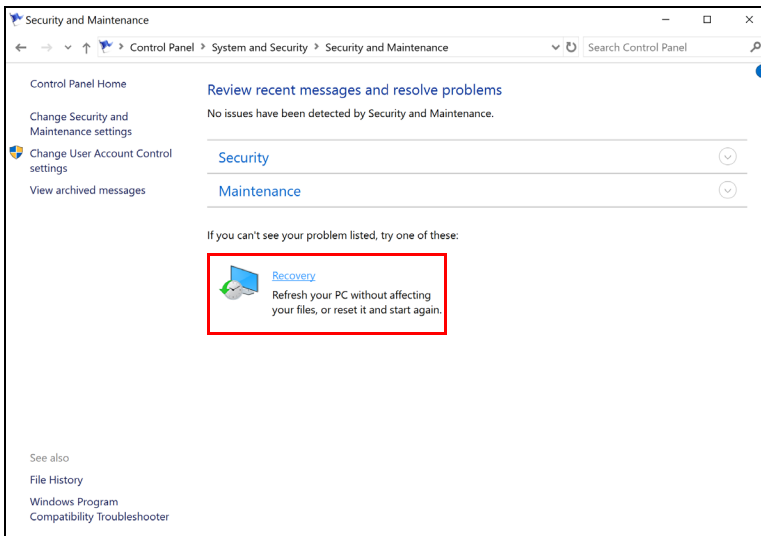 Security and Maintenance
Control Panel > System and Security > Security and Maintenance
Search Control Panel
Control Panel Home
Change Security and
Maintenance settings
Change User Account Control
settings
View archived messages
Review recent messages and resolve problems
No issues have been detected by Security and Maintenance.
Security
Maintenance
If you can't see your problem listed, try one of these:
Recovery
Refresh your PC without affecting
your files, or reset it and start again.
See also
File History
Windows Program
Compatibility Troubleshooter